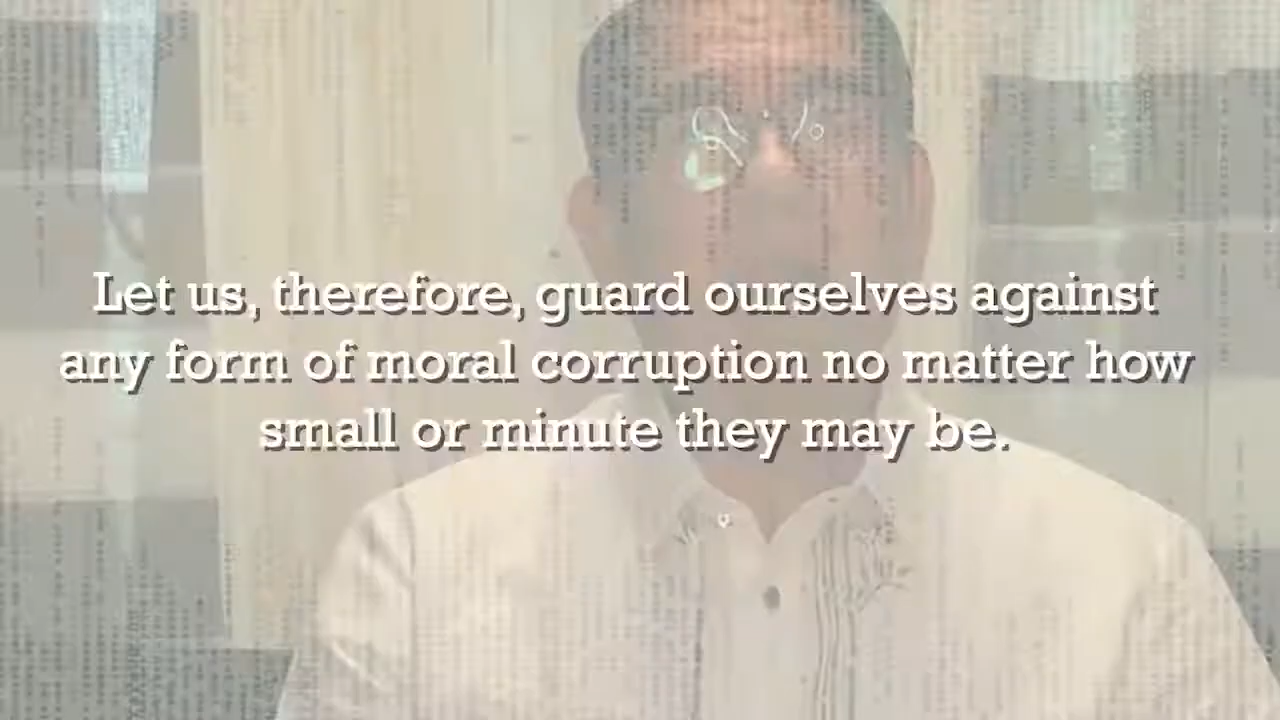 Let us, therefore, guard ourselves against
any form of moral corruption no matter how
small or minute they may be.